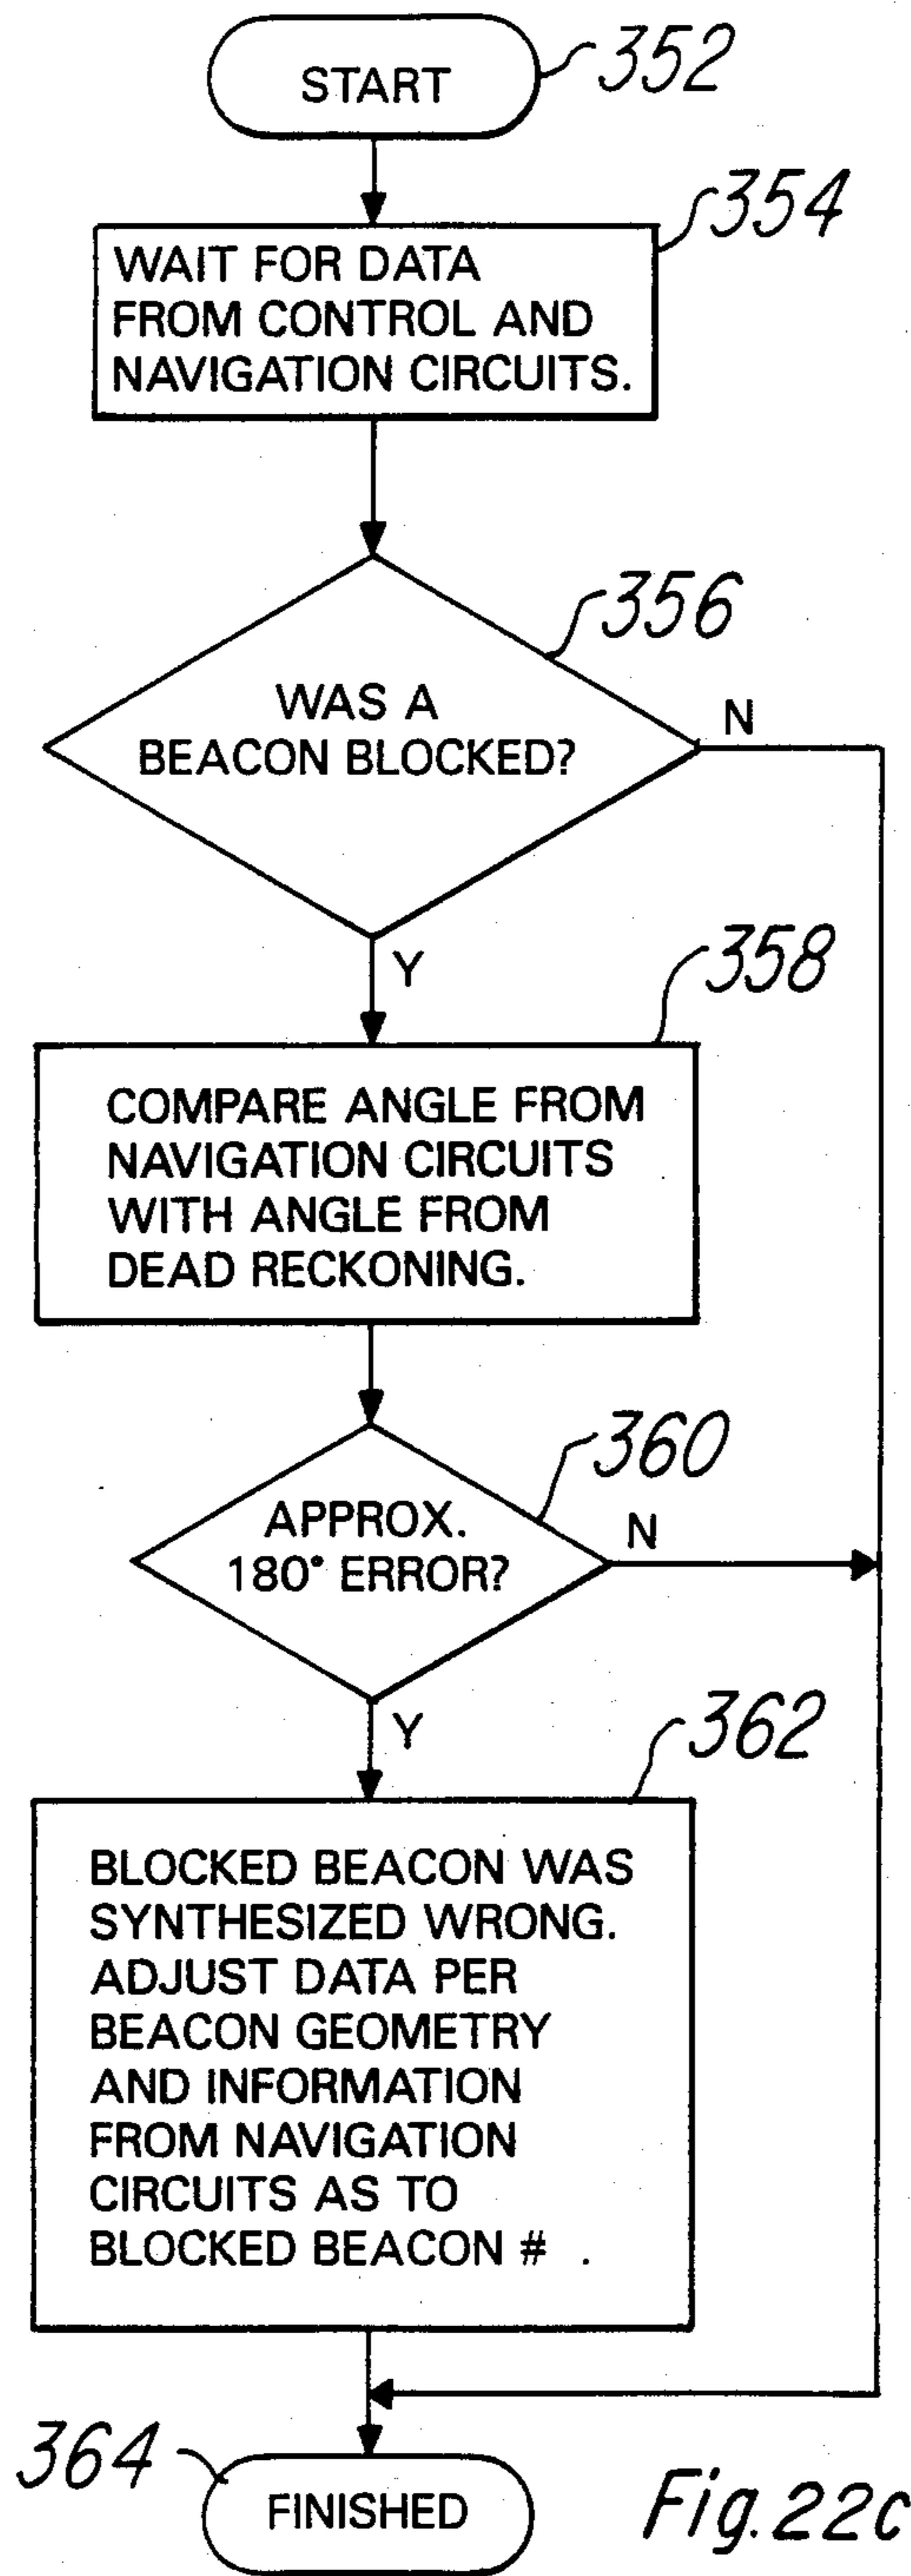 START
352
354
WAIT FOR DATA
FROM CONTROL AND
NAVIGATION CIRCUITS.
356
WAS A
BEACON BLOCKED?
N
Y
358
COMPARE ANGLE FROM
NAVIGATION CIRCUITS
WITH ANGLE FROM
DEAD RECKONING.
360
APPROX.
180° ERROR?
N
Y
362
BLOCKED BEACON WAS
SYNTHESIZED WRONG.
ADJUST DATA PER
BEACON GEOMETRY
AND INFORMATION
FROM NAVIGATION
CIRCUITS AS TO
BLOCKED BEACON # .
364
FINISHED
Fig. 22c